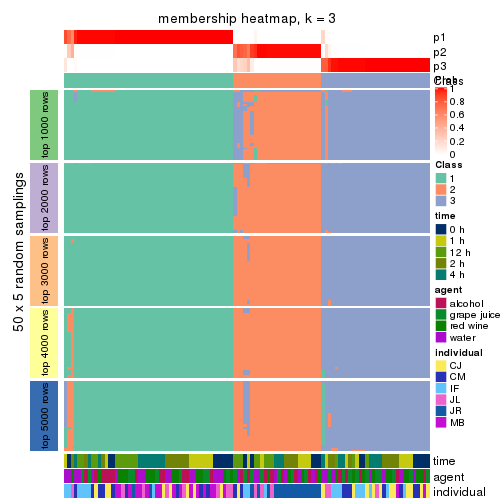 membership heatmap, k = 3
p1
p2
p3
Class
Class
1
0.8
0.6
0.4
0.2
0
Class
1
2
3
time
0 h
1 h
12 h
2 h
4 h
agent
alcohol
grape juice
red wine
water
individual
CJ
CM
IF
JL
JR
MB
50 x 5 random samplings
top 1000 rows
top 2000 rows
top 3000 rows
top 4000 rows
top 5000 rows
time
agent
individual